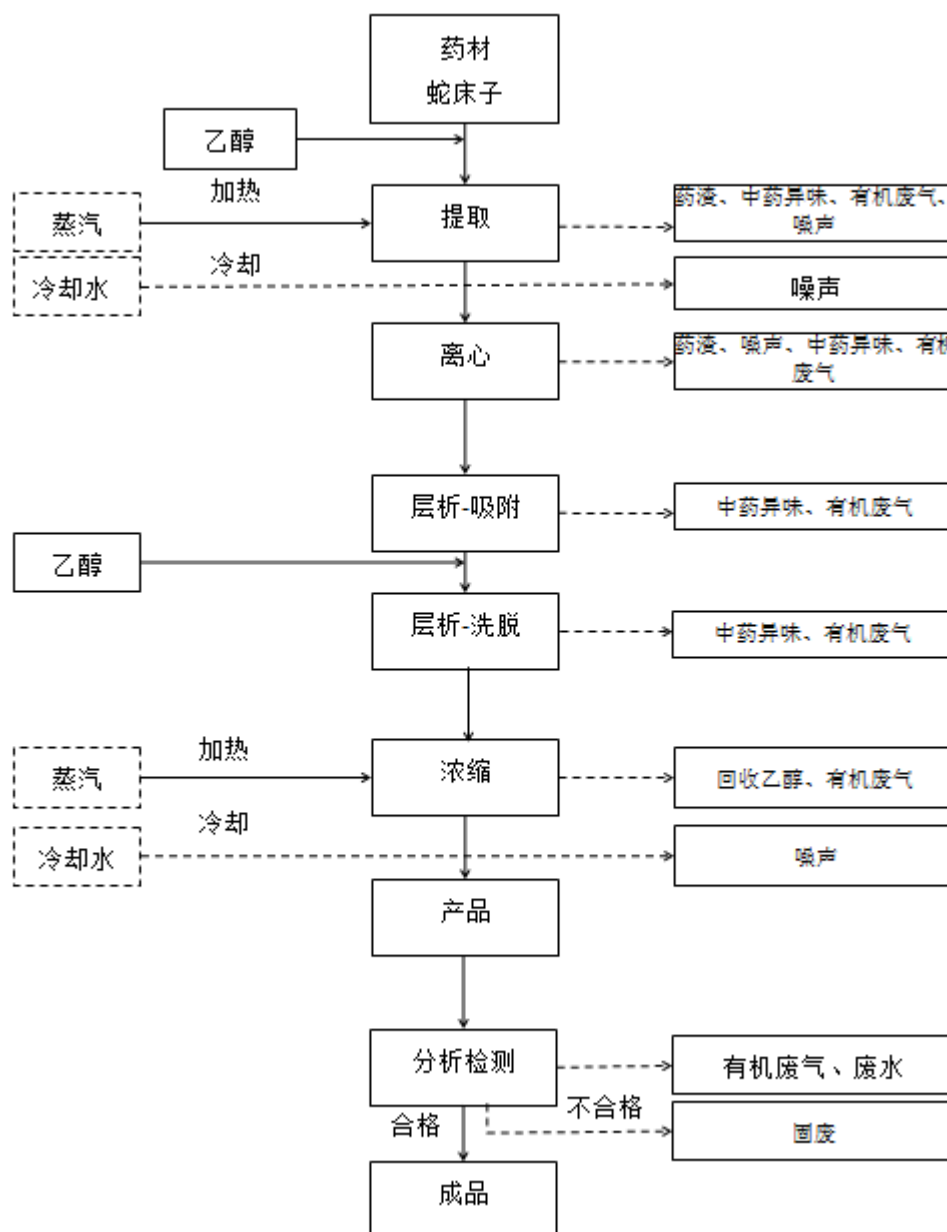 药材
蛇床子
乙醇
加热
蒸汽
提取
药渣、中药异味、有机废气、
噪声
冷却
冷却水
噪声
离心
药渣、噪声、中药异味、有机
废气
层析-吸附
中药异味、有机废气
乙醇
层析-洗脱
中药异味、有机废气
加热
蒸汽
浓缩
回收乙醇、有机废气
冷却
冷却水
噪声
产品
分析检测
有机废气、废水
合格
不合格
固废
成品